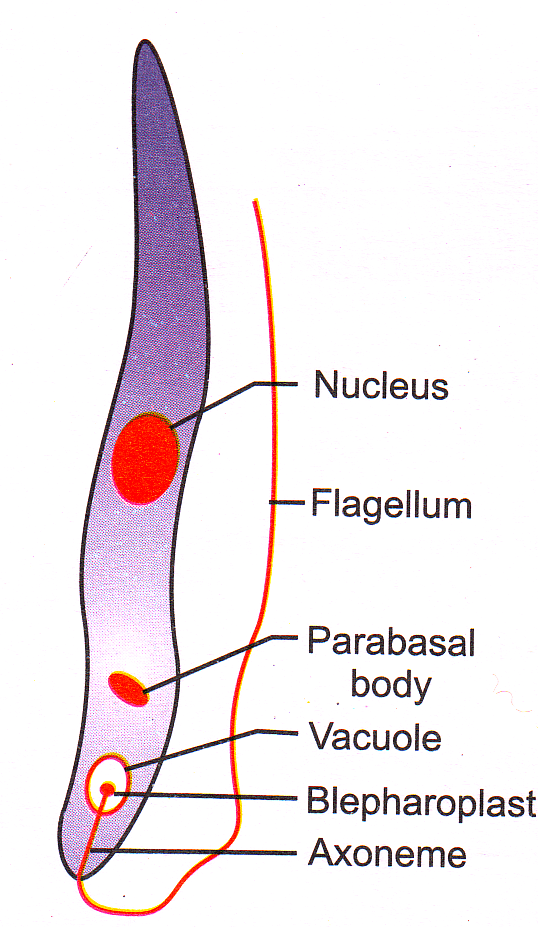 Nucleus
Flagellum
Parabasal
body
Vacuole
Blepharoplast
Axoneme